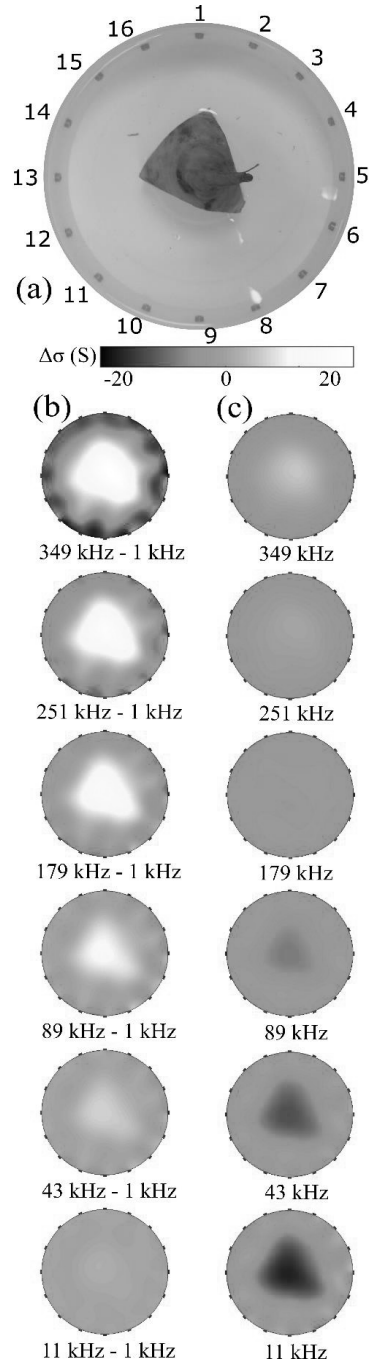 1
16 2
15 3
14 4
13 5
12 6
11 7
10 8
9
(a)
Δσ (S)
-20 0 20
(b) (c)
349 kHz - 1 kHz 349 kHz
251 kHz - 1 kHz 251 kHz
179 kHz - 1 kHz 179 kHz
89 kHz - 1 kHz 89 kHz
43 kHz - 1 kHz 43 kHz
11 kHz - 1 kHz 11 kHz